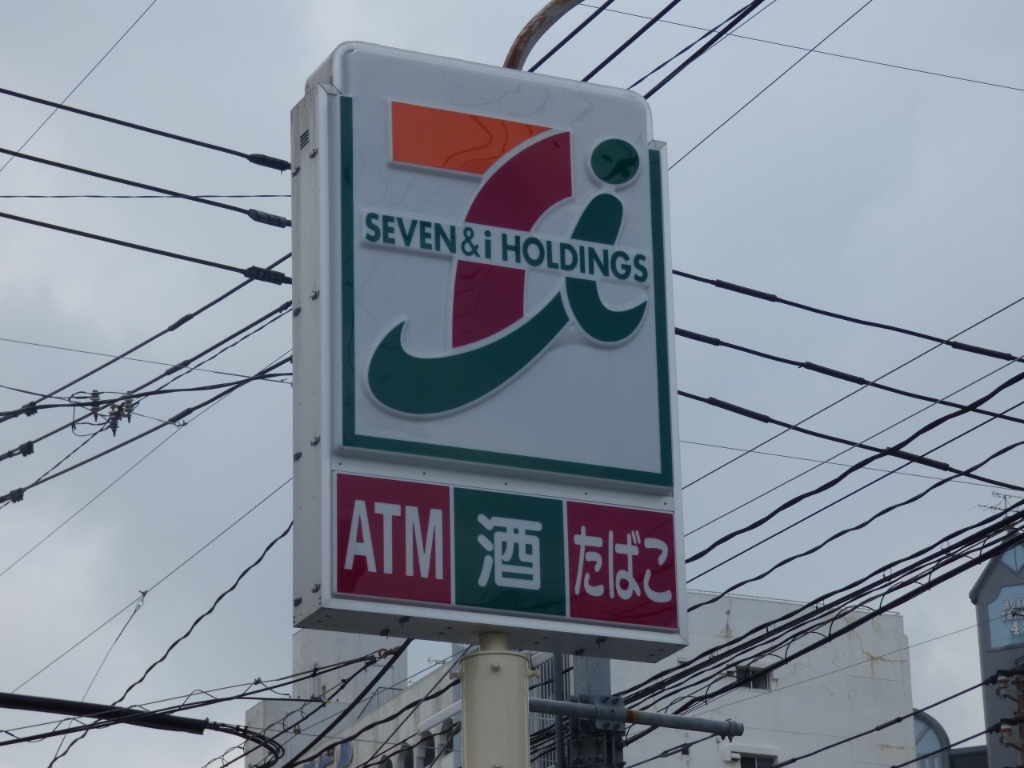 SEVEN & i HOLDINGS
ATM 酒 たばこ